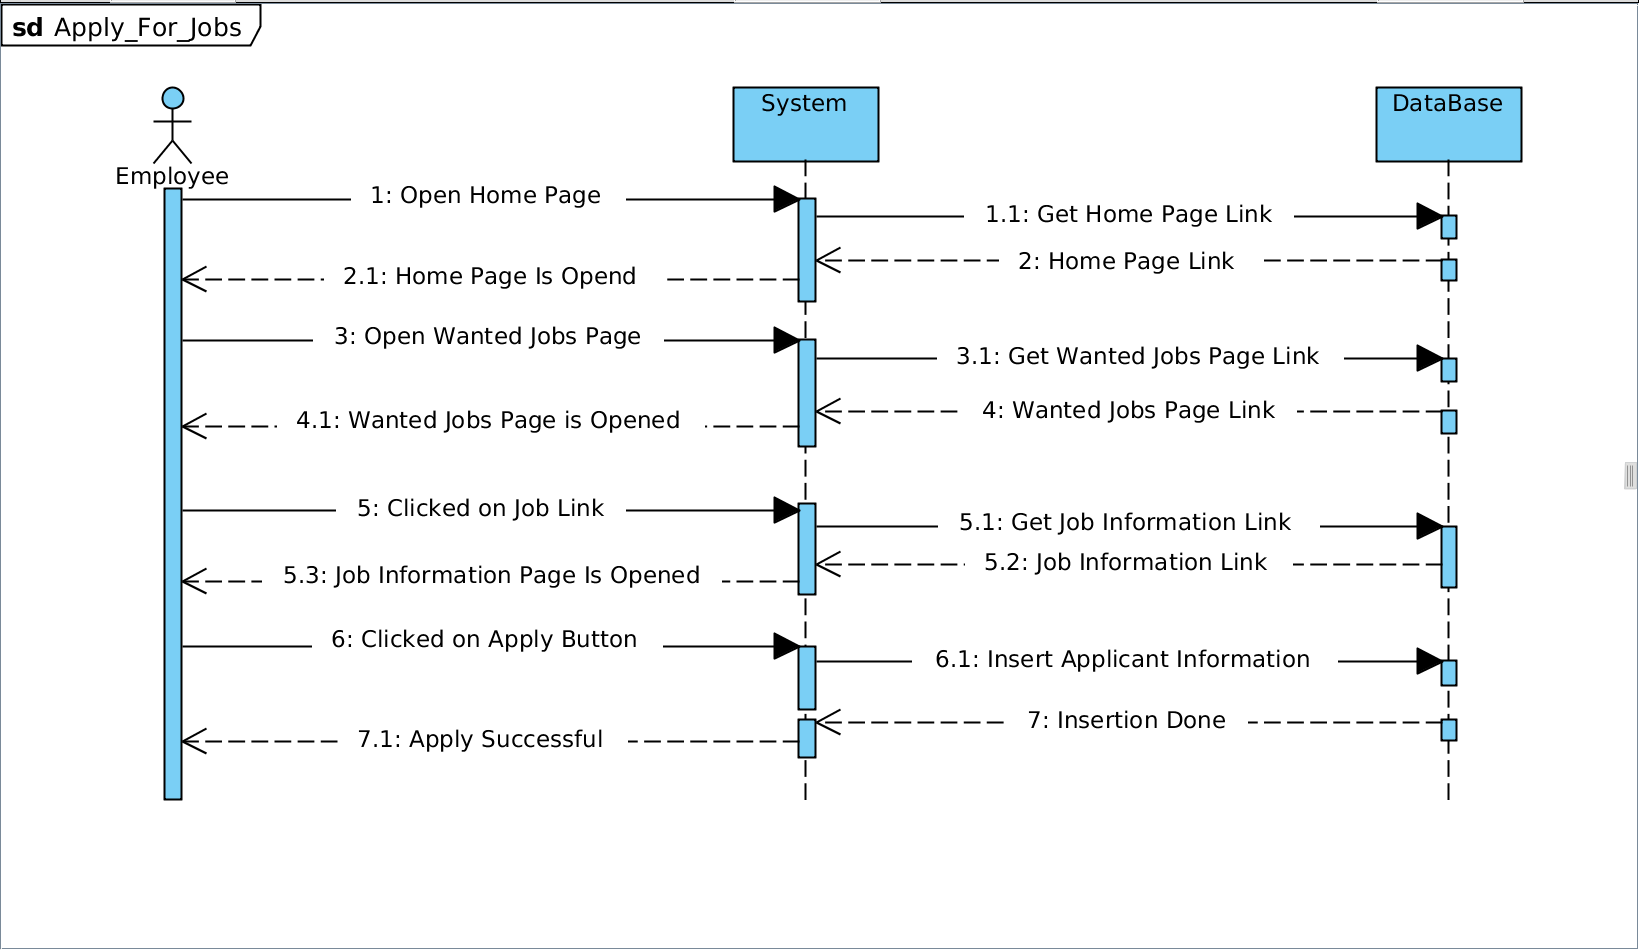 sd Apply_For_Jobs
Employee
System
DataBase
1: Open Home Page
1.1: Get Home Page Link
2: Home Page Link
2.1: Home Page Is Opend
3: Open Wanted Jobs Page
3.1: Get Wanted Jobs Page Link
4: Wanted Jobs Page Link
4.1: Wanted Jobs Page is Opened
5: Clicked on Job Link
5.1: Get Job Information Link
5.2: Job Information Link
5.3: Job Information Page Is Opened
6: Clicked on Apply Button
6.1: Insert Applicant Information
7: Insertion Done
7.1: Apply Successful